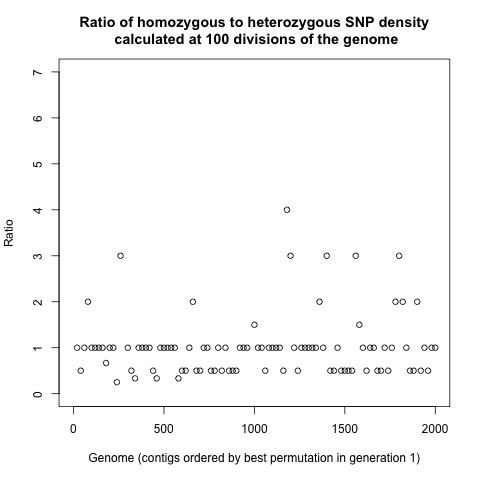 Ratio of homozygous to heterozygous SNP density
calculated at 100 divisions of the genome
7
6
5
4
3
2
1
0
Ratio
0 500 1000 1500 2000
Genome (contigs ordered by best permutation in generation 1)